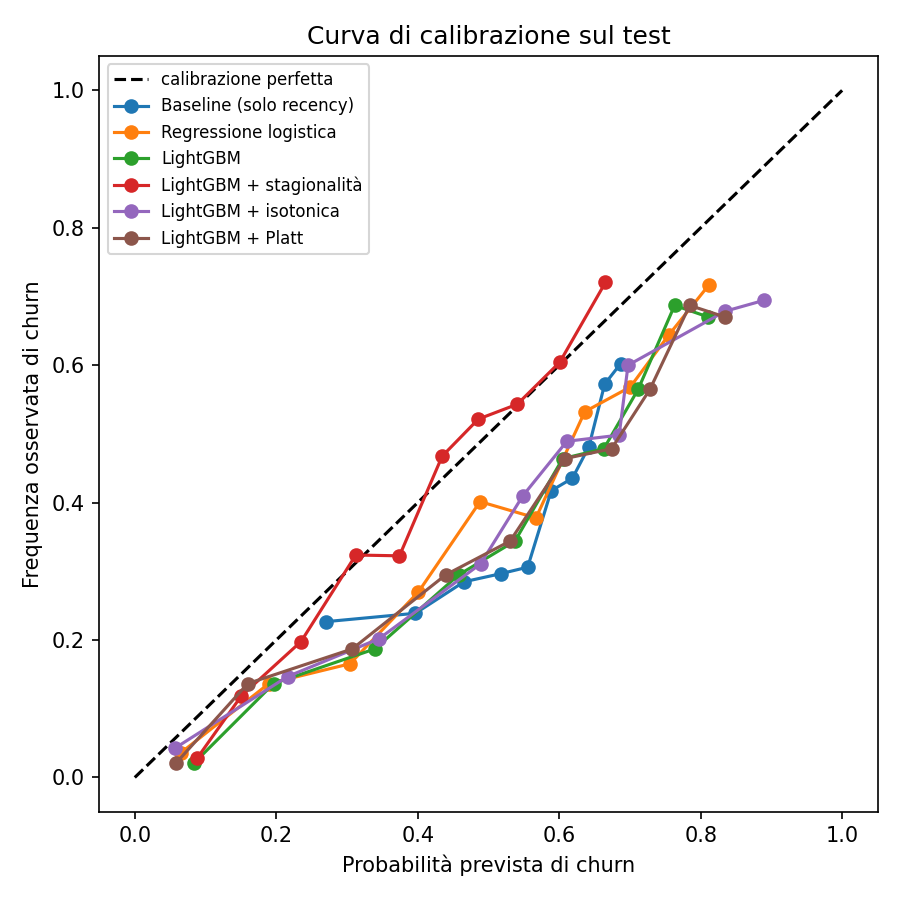 Curva di calibrazione sul test
calibrazione perfetta
Baseline (solo recency)
Regressione logistica
LightGBM
LightGBM + stagionalità
LightGBM + isotonica
LightGBM + Platt
Frequenza osservata di churn
1.0
0.8
0.6
0.4
0.2
0.0
0.0 0.2 0.4 0.6 0.8 1.0
Probabilità prevista di churn